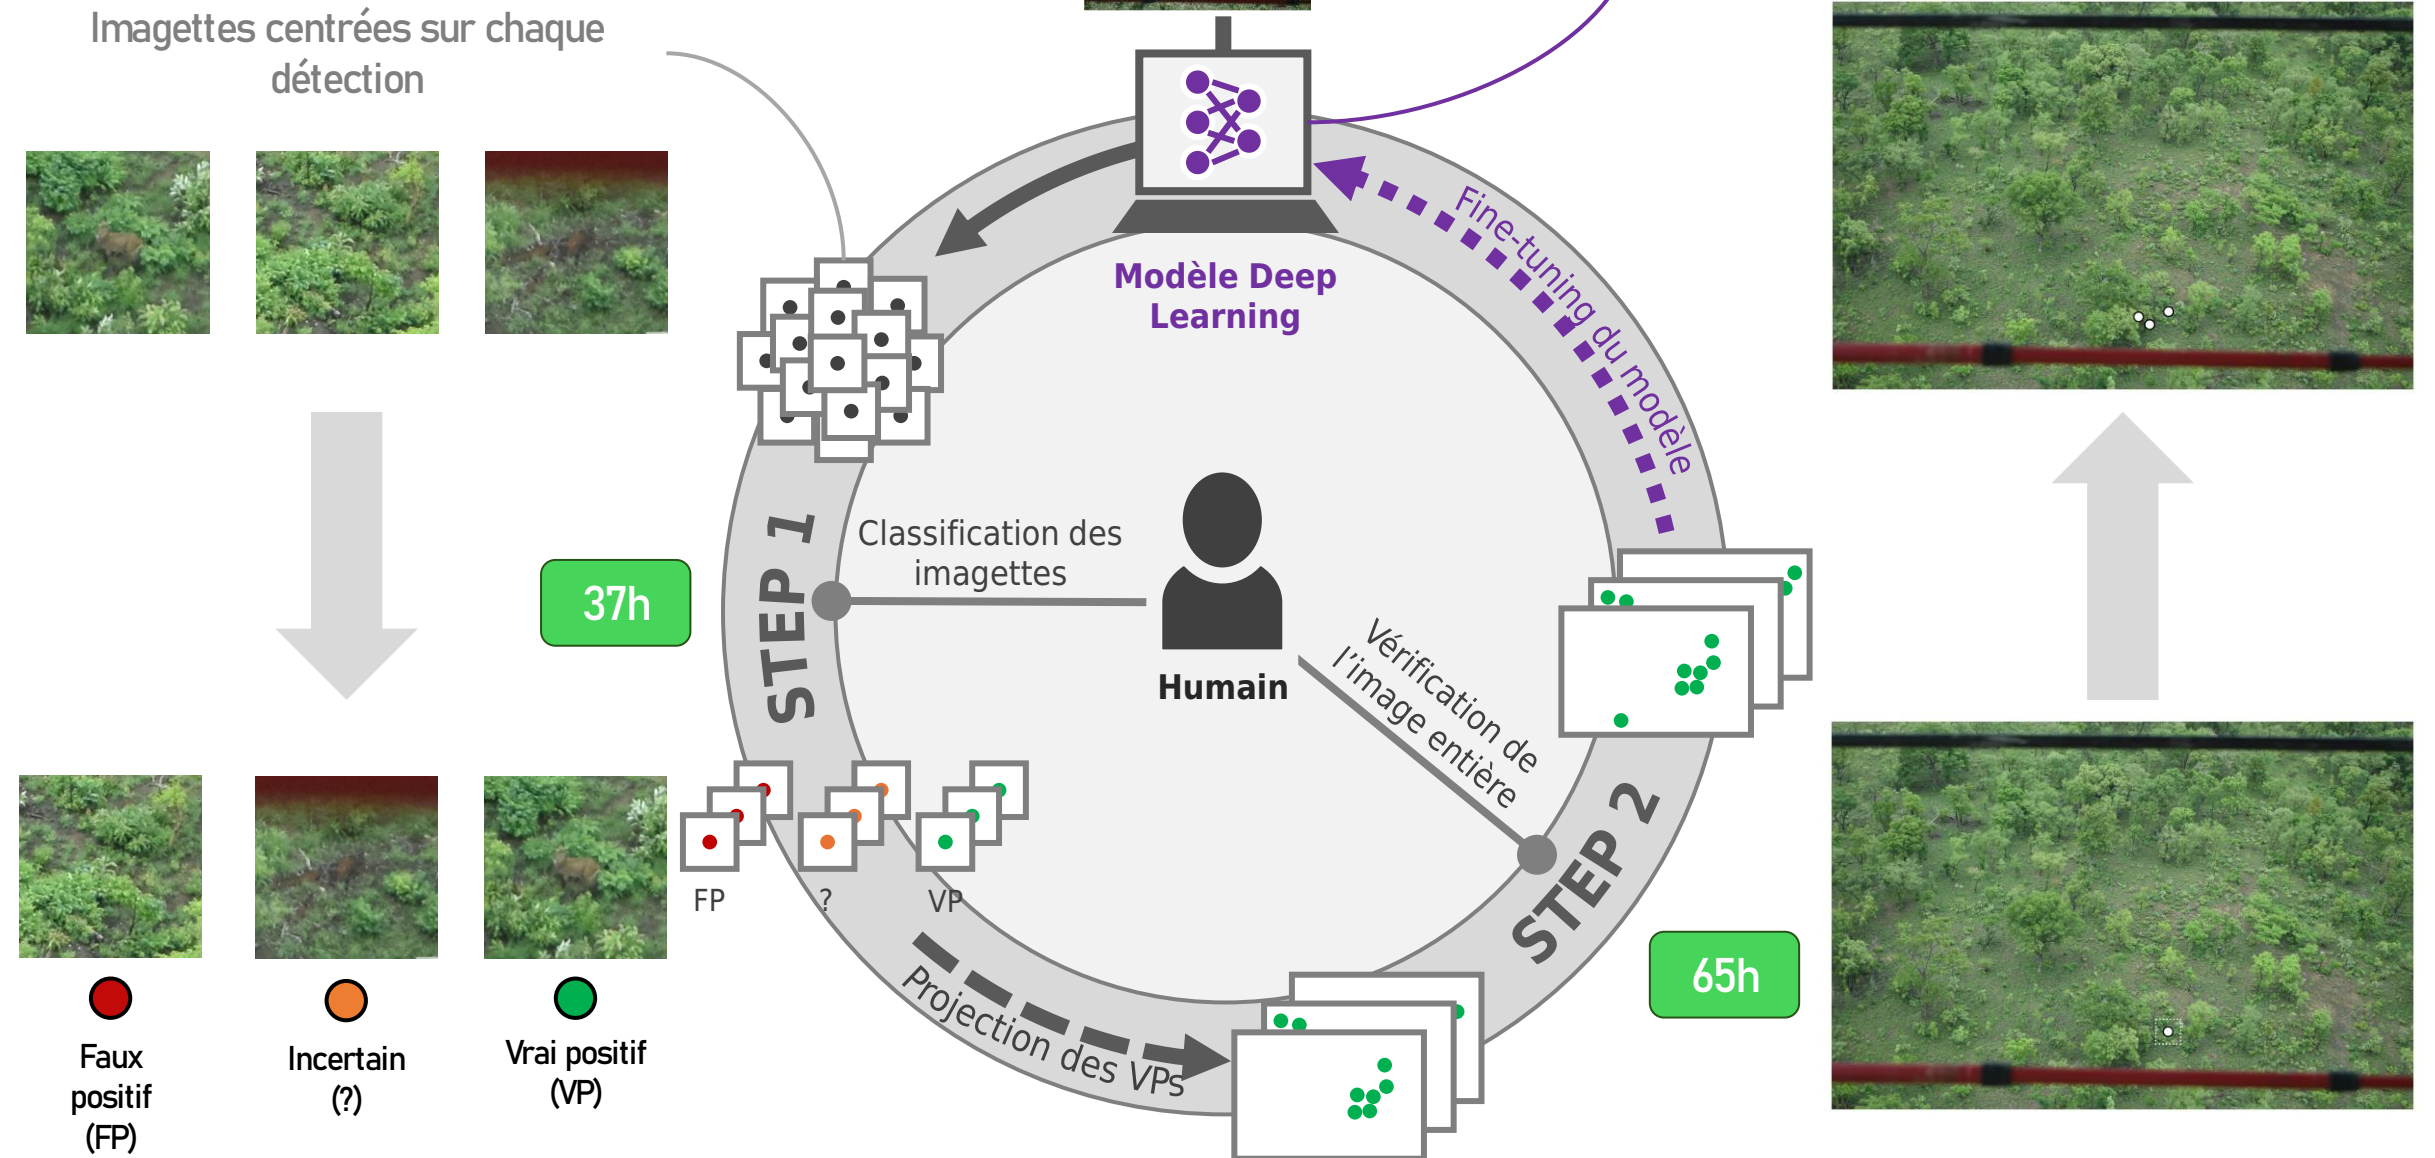 Imagettes centrées sur chaque
détection
Modèle Deep
Learning
Fine-tuning du modèle
STEP 1
37h
Classification des
imagettes
Humain
Vérification de
l'image entière
STEP 2
65h
FP
?
VP
Projection des VPs
Faux
positif
(FP)
Incertain
(?)
Vrai positif
(VP)